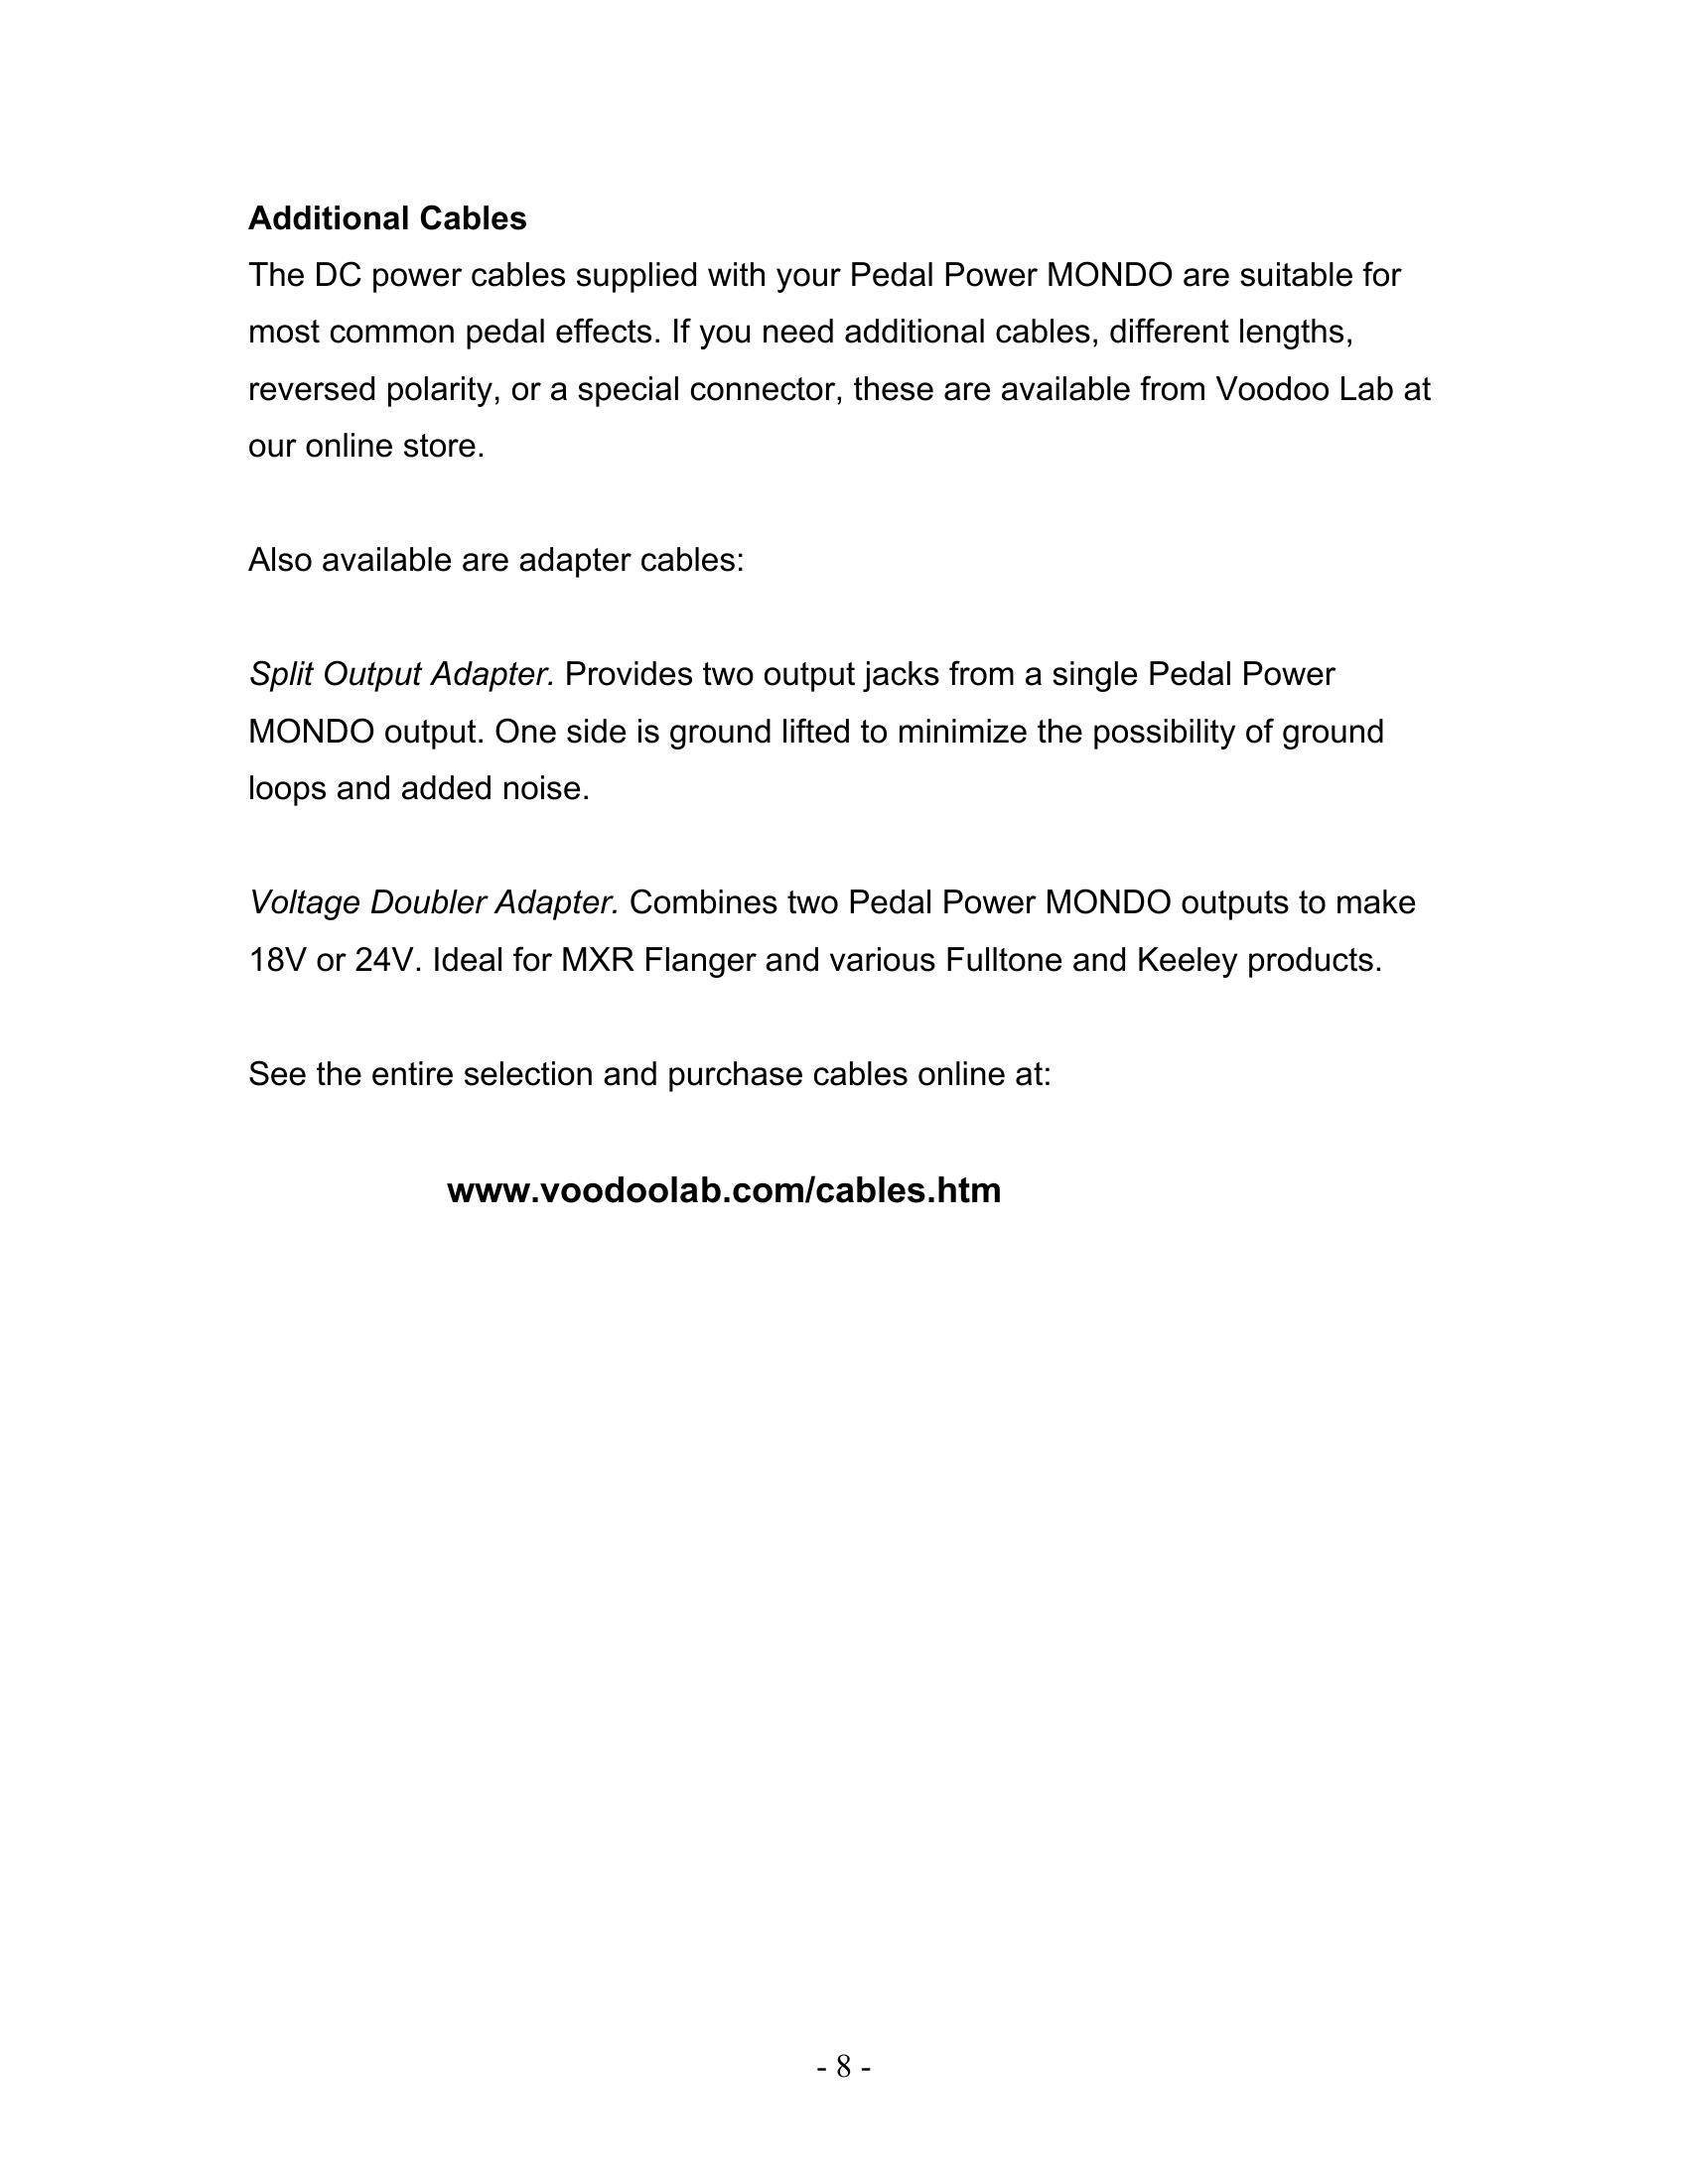 Additional Cables
The DC power cables supplied with your Pedal Power MONDO are suitable for
most common pedal effects. If you need additional cables, different lengths,
reversed polarity, or a special connector, these are available from Voodoo Lab at
our online store.
Also available are adapter cables:
Split Output Adapter. Provides two output jacks from a single Pedal Power
MONDO output. One side is ground lifted to minimize the possibility of ground
loops and added noise.
Voltage Doubler Adapter. Combines two Pedal Power MONDO outputs to make
18V or 24V. Ideal for MXR Flanger and various Fulltone and Keeley products.
See the entire selection and purchase cables online at:
www.voodoolab.com/cables.htm
- 8 -